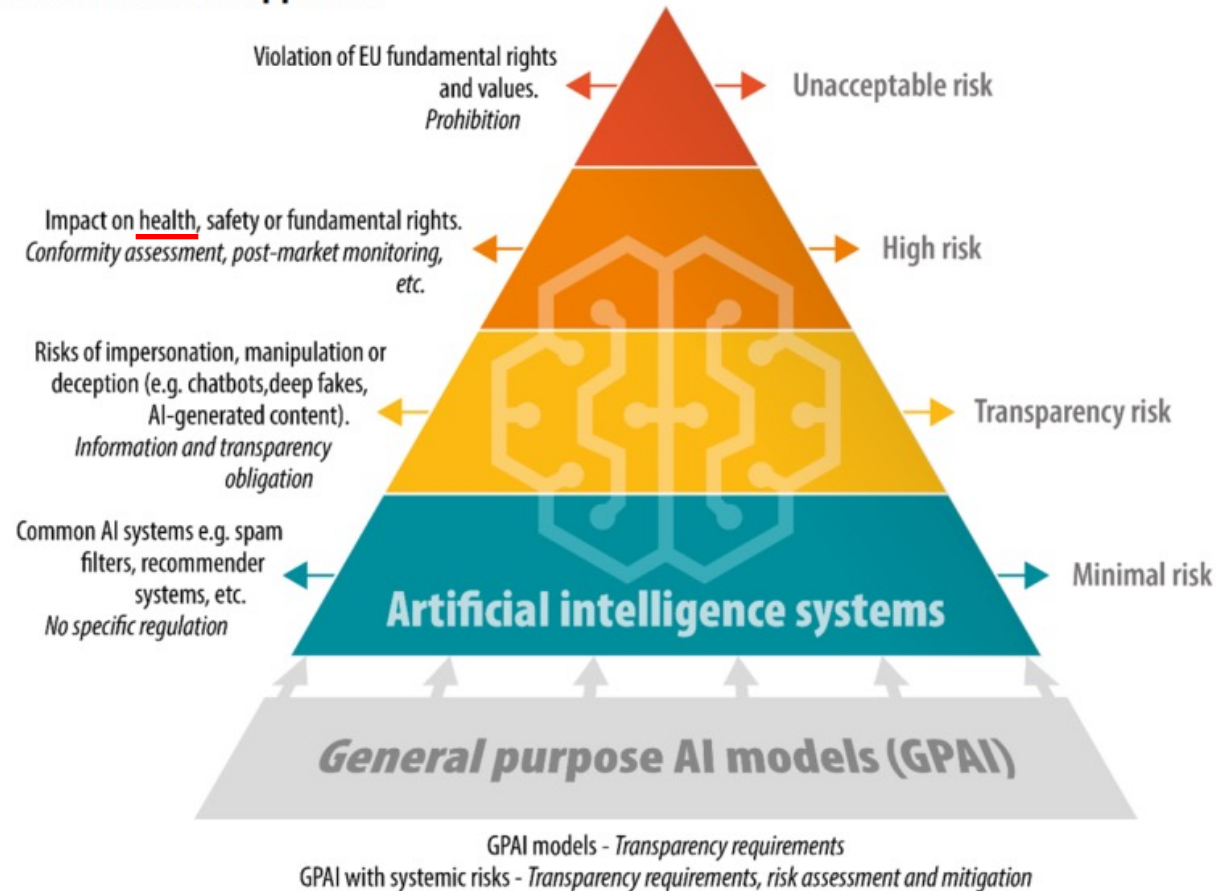 Violation of EU fundamental rights
and values.
Prohibition
Unacceptable risk
Impact on health, safety or fundamental rights.
Conformity assessment, post-market monitoring,
etc.
High risk
Risks of impersonation, manipulation or
deception (e.g. chatbots,deep fakes,
AI-generated content).
Information and transparency
obligation
Transparency risk
Common AI systems e.g. spam
filters, recommender
systems, etc.
No specific regulation
Minimal risk
Artificial intelligence systems
General purpose AI models (GPAI)
GPAI models - Transparency requirements
GPAI with systemic risks - Transparency requirements, risk assessment and mitigation